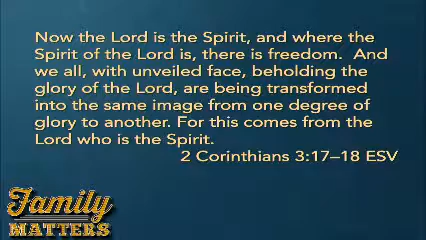 Now the Lord is the Spirit, and where the
Spirit of the Lord is, there is freedom. And
we all, with unveiled face, beholding the
glory of the Lord, are being transformed
into the same image from one degree of
glory to another. For this comes from the
Lord who is the Spirit.
2 Corinthians 3:17–18 ESV
Family
MATTERS